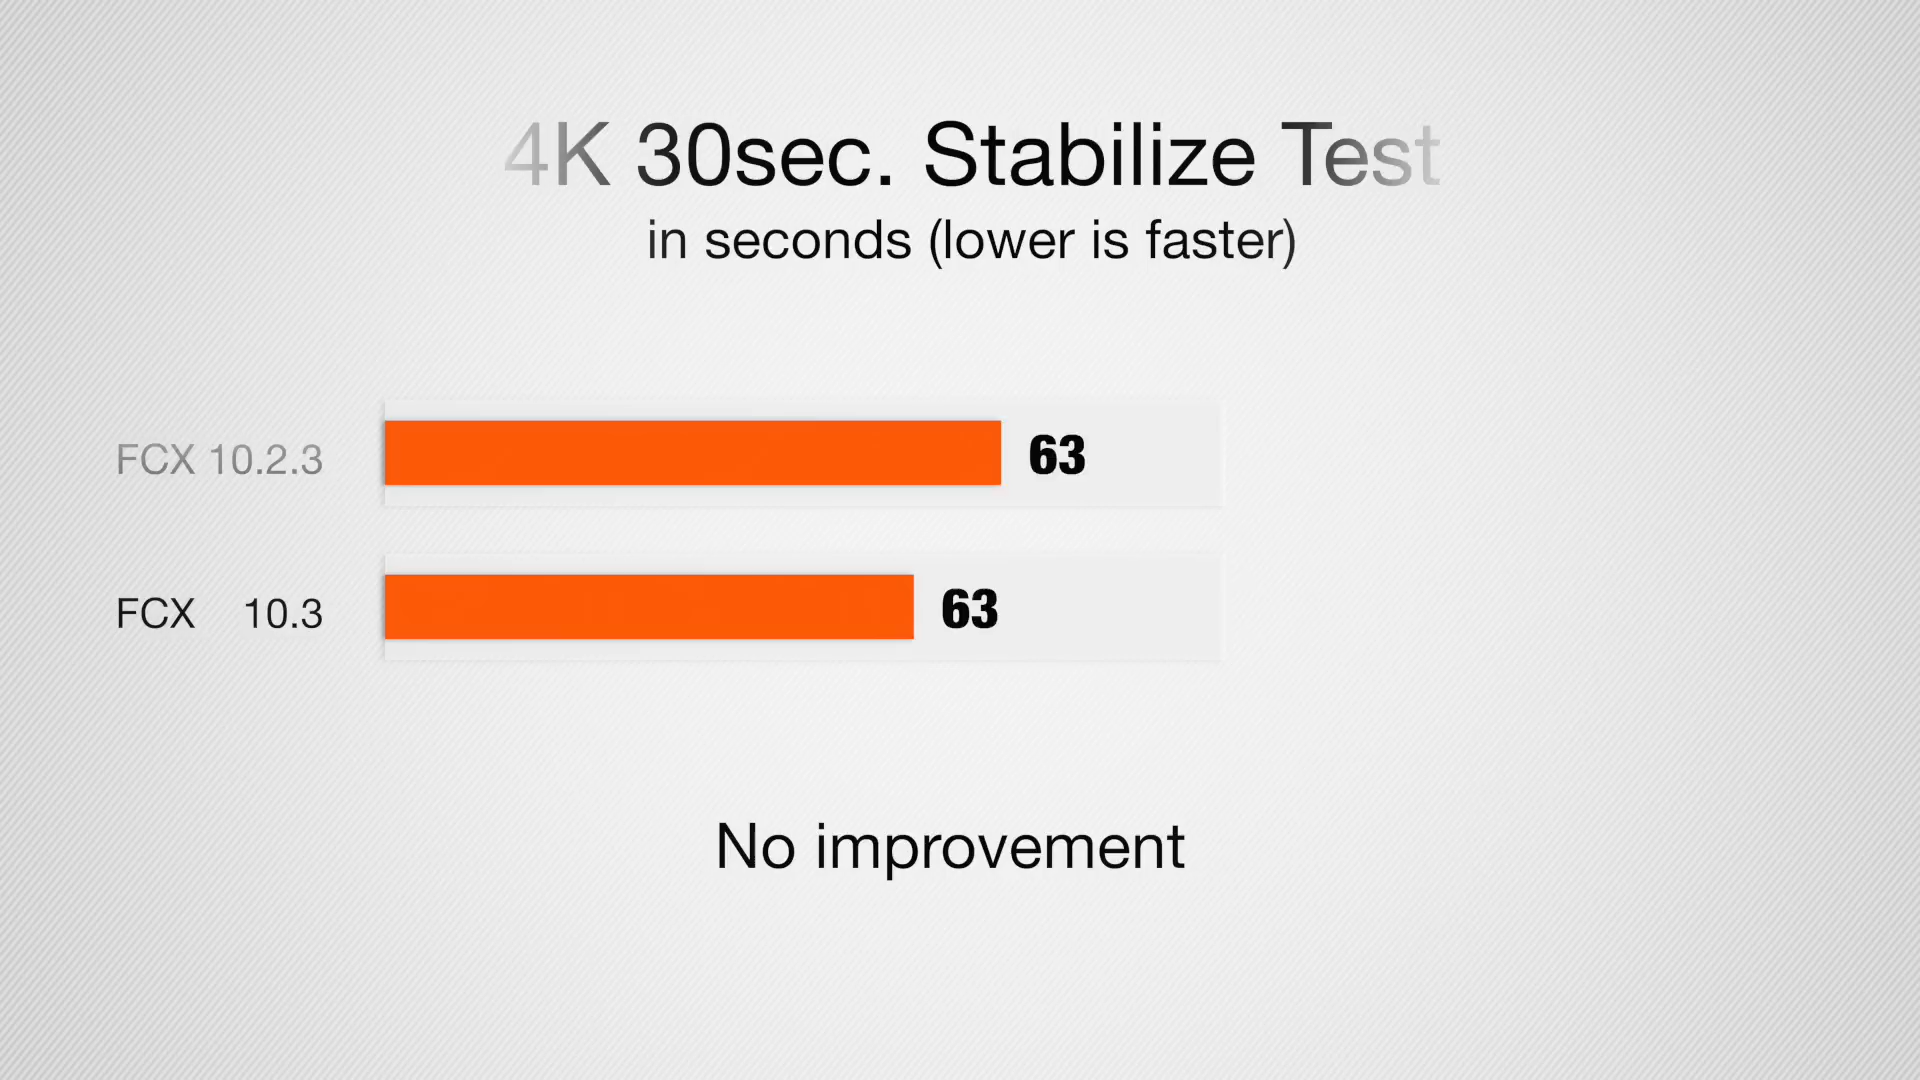 4K 30sec. Stabilize Test
in seconds (lower is faster)
FCX 10.2.3 63
FCX 10.3 63
No improvement